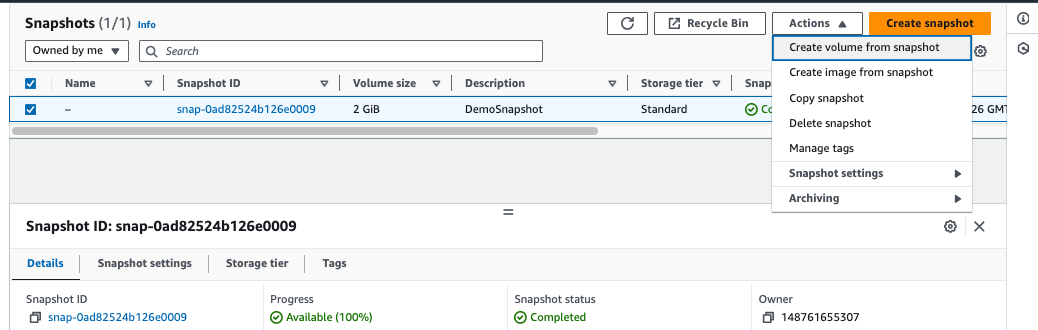 Snapshots (1/1) Info
Recycle Bin Actions Create snapshot
Owned by me Search
Create volume from snapshot
Create image from snapshot
Copy snapshot
Delete snapshot
Manage tags
Snapshot settings
Archiving
Name Snapshot ID Volume size Description Storage tier Snap
– snap-0ad82524b126e0009 2 GiB DemoSnapshot Standard Co 26 GMT
Snapshot ID: snap-0ad82524b126e0009
Details Snapshot settings Storage tier Tags
Snapshot ID Progress Snapshot status Owner
snap-0ad82524b126e0009 Available (100%) Completed 148761655307